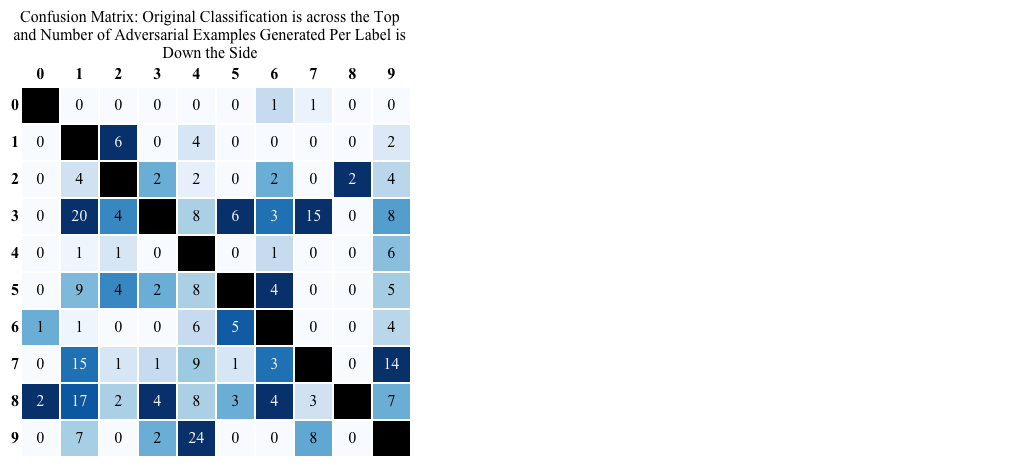 Confusion Matrix: Original Classification is across the Top
and Number of Adversarial Examples Generated Per Label is
Down the Side
0 1 2 3 4 5 6 7 8 9
0 0 0 0 0 0 1 1 0 0
1 0 6 0 4 0 0 0 0 2
2 0 4 2 2 0 2 0 2 4
3 0 20 4 8 6 3 15 0 8
4 0 1 1 0 0 1 0 0 6
5 0 9 4 2 8 4 0 0 5
6 1 1 0 0 6 5 0 0 4
7 0 15 1 1 9 1 3 0 14
8 2 17 2 4 8 3 4 3 7
9 0 7 0 2 24 0 0 8 0